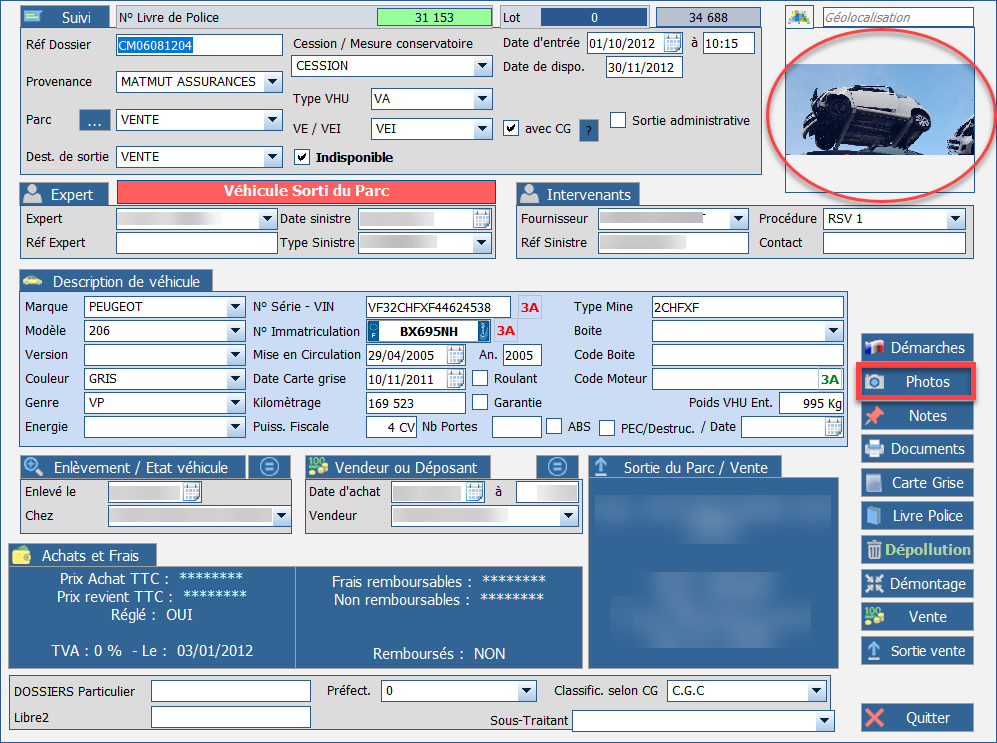 Suivi
N° Livre de Police
31 153
Lot
0
34 688
Géolocalisation
Réf Dossier
CM06081204
Cession / Mesure conservatoire
Date d'entrée
01/10/2012
à
10:15
CESSION
Date de dispo.
30/11/2012
Provenance
MATMUT ASSURANCES
Type VHU
VA
Parc
...
VENTE
VE / VEI
VEI
avec CG
?
Sortie administrative
Dest. de sortie
VENTE
Indisponible
Expert
Véhicule Sorti du Parc
Intervenants
Expert
Date sinistre
Fournisseur
Procédure
RSV 1
Réf Expert
Type Sinistre
Réf Sinistre
Contact
Description de véhicule
Marque
PEUGEOT
N° Série - VIN
VF32CHFXF44624538
3A
Type Mine
2CHFXF
Modèle
206
N° Immatriculation
F
BX695NH
3A
Boite
Version
Mise en Circulation
29/04/2005
An.
2005
Code Boite
Couleur
GRIS
Date Carte grise
10/11/2011
Roulant
Code Moteur
3A
Genre
VP
Kilomètrage
169 523
Garantie
Poids VHU Ent.
995 Kg
Energie
Puiss. Fiscale
4 CV
Nb Portes
ABS
PEC/Destruc. / Date
Démarches
Photos
Notes
Documents
Carte Grise
Livre Police
Dépollution
Démontage
100
Vente
Sortie vente
Quitter
Enlèvement / Etat véhicule
100
Vendeur ou Déposant
Sortie du Parc / Vente
Enlevé le
Date d'achat
à
Chez
Vendeur
Achats et Frais
Prix Achat TTC : ********
Prix revient TTC : ********
Réglé : OUI
TVA : 0 % - Le : 03/01/2012
Frais remboursables : ********
Non remboursables : ********
Remboursés : NON
DOSSIERS Particulier
Préfect.
0
Classific. selon CG
C.G.C
Libre2
Sous-Traitant